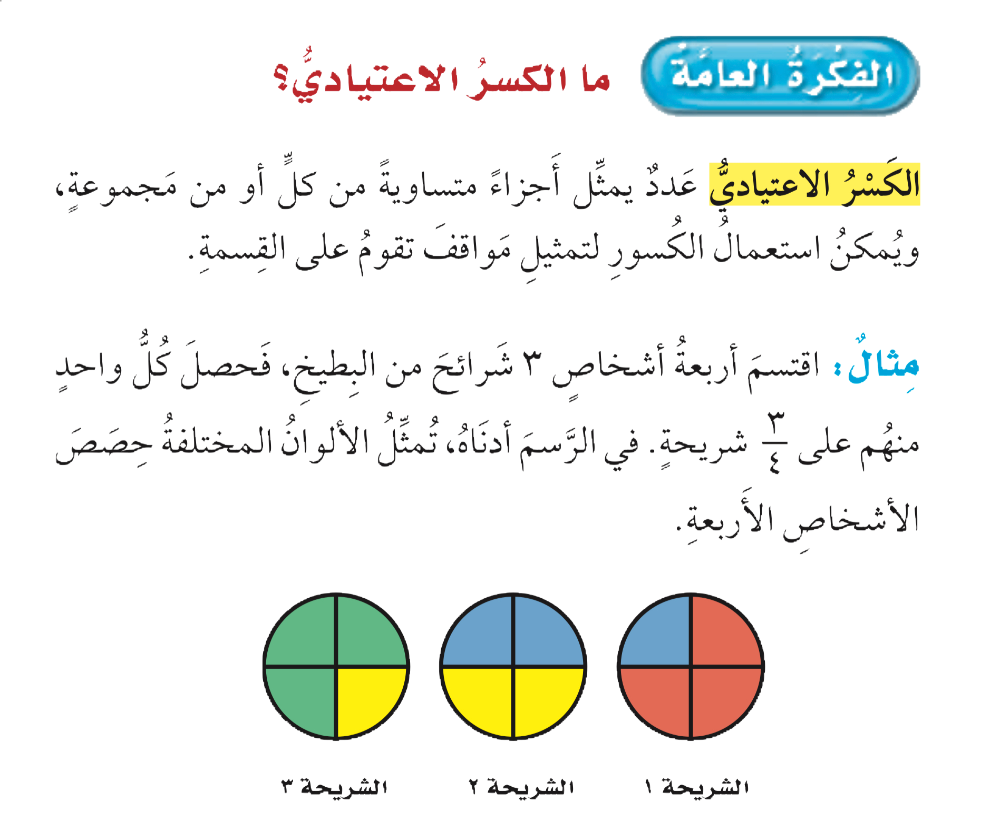 الفِكْرَةُ العامَّةُ ما الكسرُ الاعتياديُّ؟
الكَسْرُ الاعتياديُّ عَددٌ يمثِّل أَجزاءً متساويةً من كلٍّ أو من مَجموعةٍ،
ويُمكنُ استعمالُ الكُسورِ لتمثيلِ مَواقفَ تقومُ على القِسمةِ.
مِثالٌ: اقتسمَ أربعةُ أشخاصٍ ٣ شَرائحَ من البِطيخِ، فَحصلَ كُلُّ واحدٍ
منهُم على ٣/٤ شريحةٍ. في الرَّسمَ أدنَاهُ، تُمثِّلُ الألوانُ المختلفةُ حِصَصَ
الأشخاصِ الأَربعةِ.
الشريحة ١ الشريحة ٢ الشريحة ٣